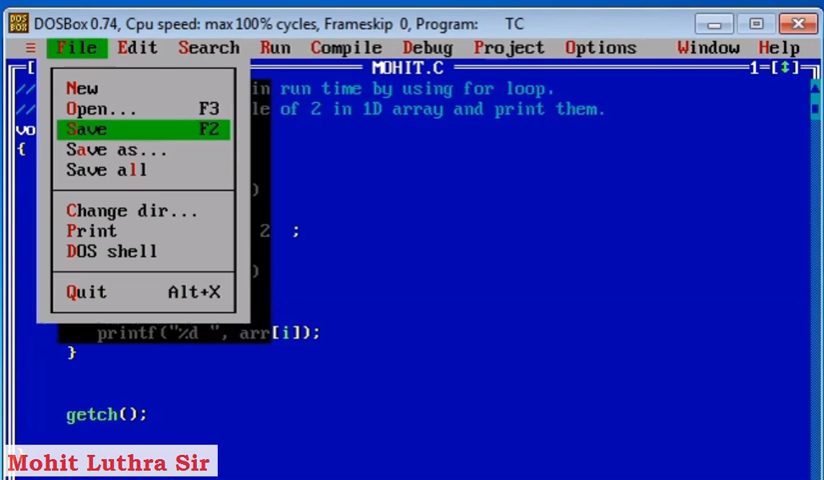 DOSBox 0.74, Cpu speed: max 100% cycles, Frameskip 0, Program: TC
≡ File Edit Search Run Compile Debug Project Options Window Help
[ MOHIT.C 1=[↕]
New
Open... F3
Save F2
Save as...
Save all
Change dir...
Print
DOS shell
Quit Alt+X
// in run time by using for loop.
// of 2 in 1D array and print them.
{
)
2 ;
)
printf("%d ", arr[i]);
}
getch();
Mohit Luthra Sir